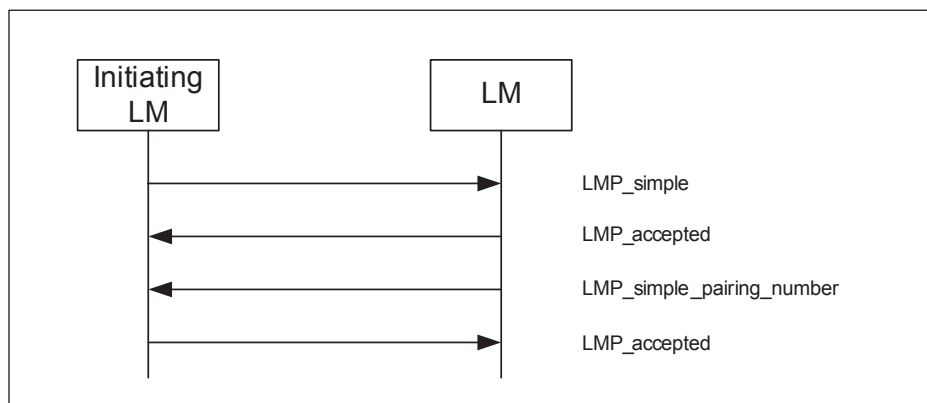 Initiating
LM
LM
LMP_simple
LMP_accepted
LMP_simple_pairing_number
LMP_accepted